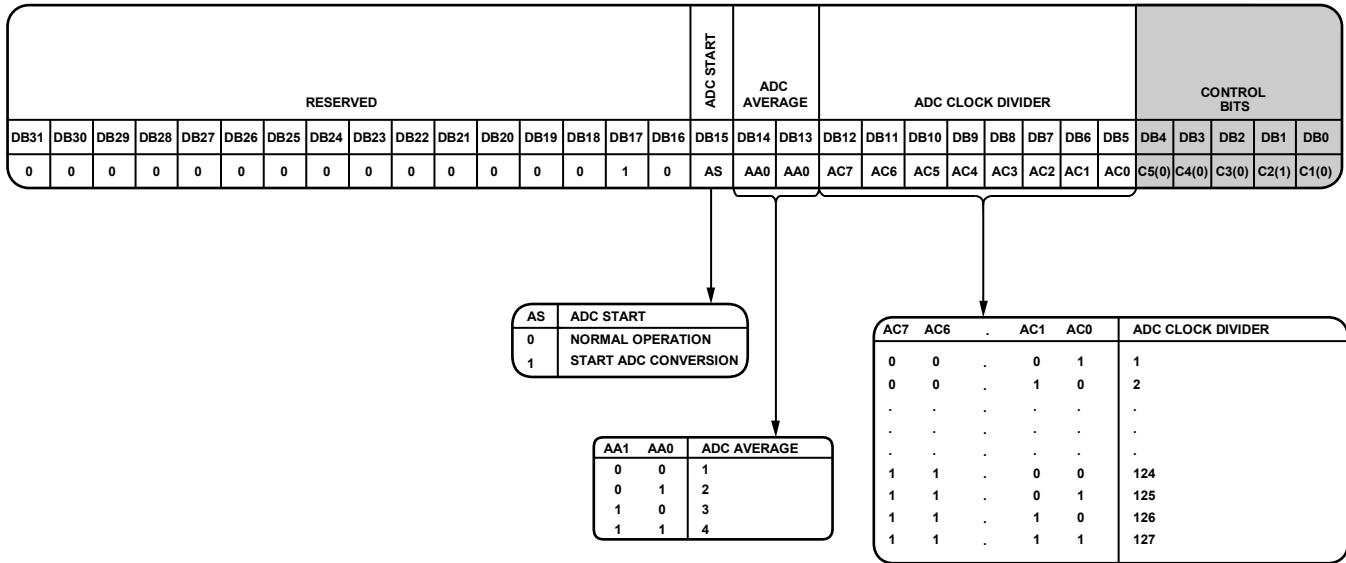 RESERVED
ADC START
ADC AVERAGE
ADC CLOCK DIVIDER
CONTROL BITS
DB31 DB30 DB29 DB28 DB27 DB26 DB25 DB24 DB23 DB22 DB21 DB20 DB19 DB18 DB17 DB16 DB15 DB14 DB13 DB12 DB11 DB10 DB9 DB8 DB7 DB6 DB5 DB4 DB3 DB2 DB1 DB0
0 0 0 0 0 0 0 0 0 0 0 0 0 0 1 0 AS AA0 AA0 AC7 AC6 AC5 AC4 AC3 AC2 AC1 AC0 C5(0) C4(0) C3(0) C2(1) C1(0)
AS ADC START
0 NORMAL OPERATION
1 START ADC CONVERSION
AA1 AA0 ADC AVERAGE
0 0 1
0 1 2
1 0 3
1 1 4
AC7 AC6 . AC1 AC0 ADC CLOCK DIVIDER
0 0 . 0 1 1
0 0 . 1 0 2
. . . . . .
. . . . . .
. . . . . .
1 1 . 0 0 124
1 1 . 0 1 125
1 1 . 1 0 126
1 1 . 1 1 127